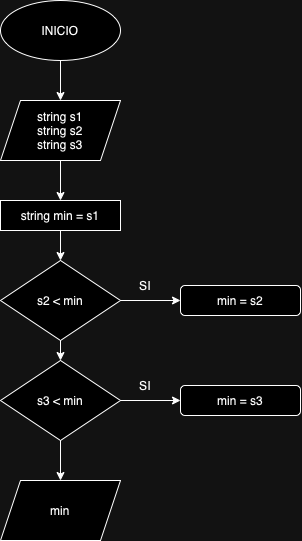 INICIO
string s1
string s2
string s3
string min = s1
s2 < min
SI
min = s2
s3 < min
SI
min = s3
min